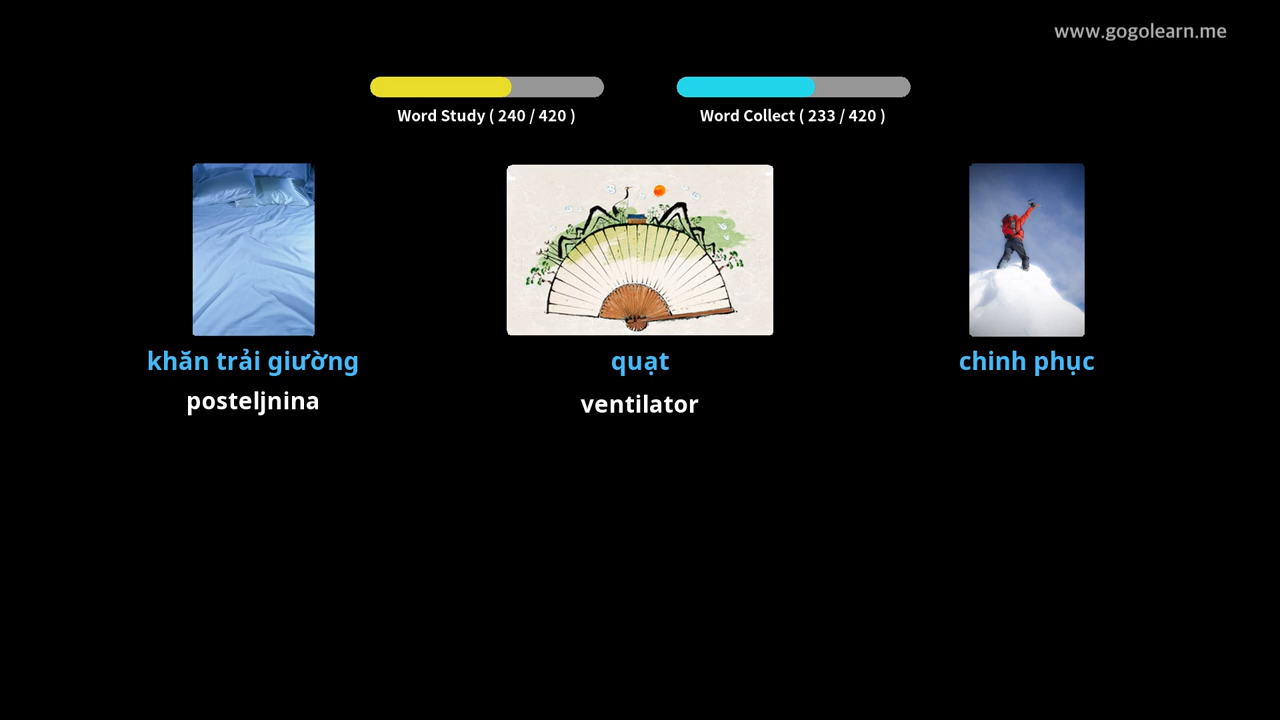 www.gogolearn.me
Word Study ( 240 / 420 )
Word Collect ( 233 / 420 )
khăn trải giường
quạt
chinh phục
posteljnina
ventilator